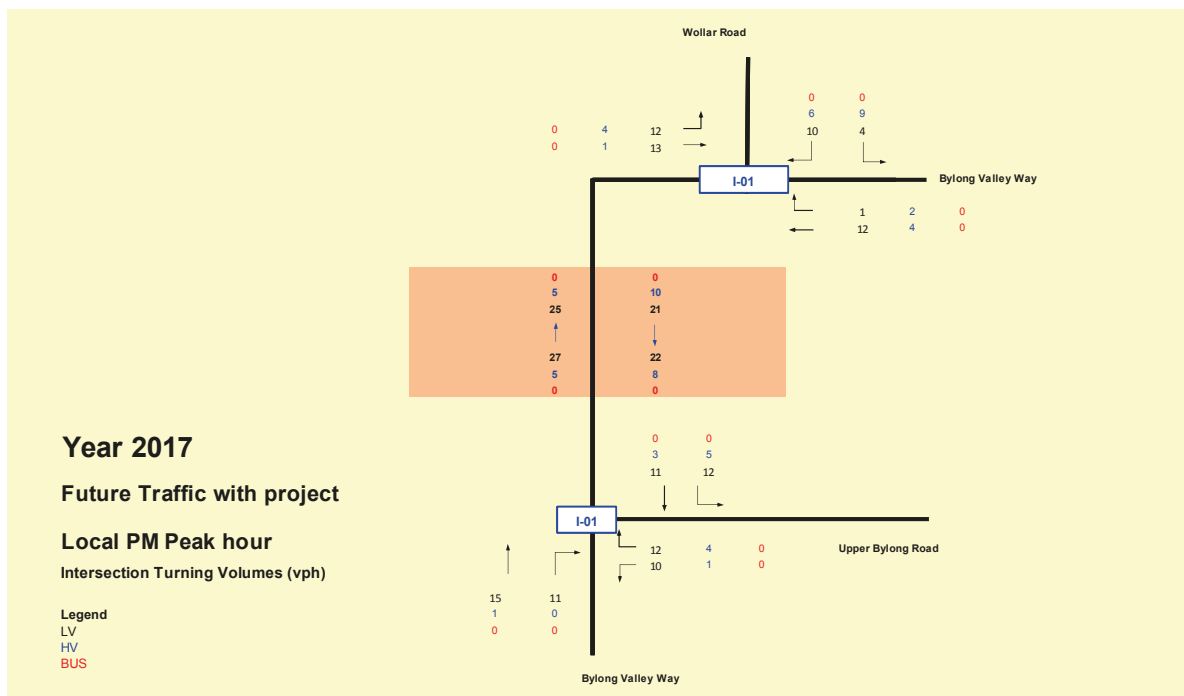 Wollar Road
0 0
6 9
10 4
0 4 12
0 1 13
I-01
Bylong Valley Way
1 2 0
12 4 0
0 0
5 10
25 21
27 22
5 8
0 0
Year 2017
Future Traffic with project
Local PM Peak hour
Intersection Turning Volumes (vph)
Legend
LV
HV
BUS
0 0
3 5
11 12
I-01
12 4 0
10 1 0
Upper Bylong Road
15 11
1 0
0 0
Bylong Valley Way